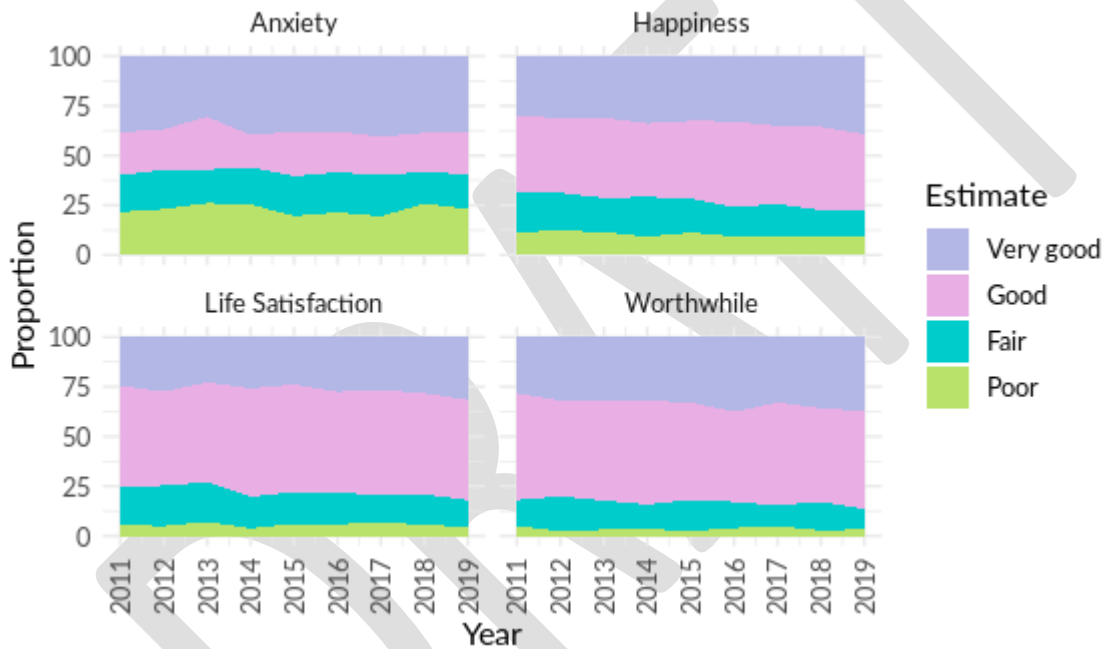 Anxiety
Happiness
100
75
50
25
0
Life Satisfaction
Worthwhile
100
75
50
25
0
2011 2012 2013 2014 2015 2016 2017 2018 2019
2011 2012 2013 2014 2015 2016 2017 2018 2019
Year
Proportion
Estimate
Very good
Good
Fair
Poor